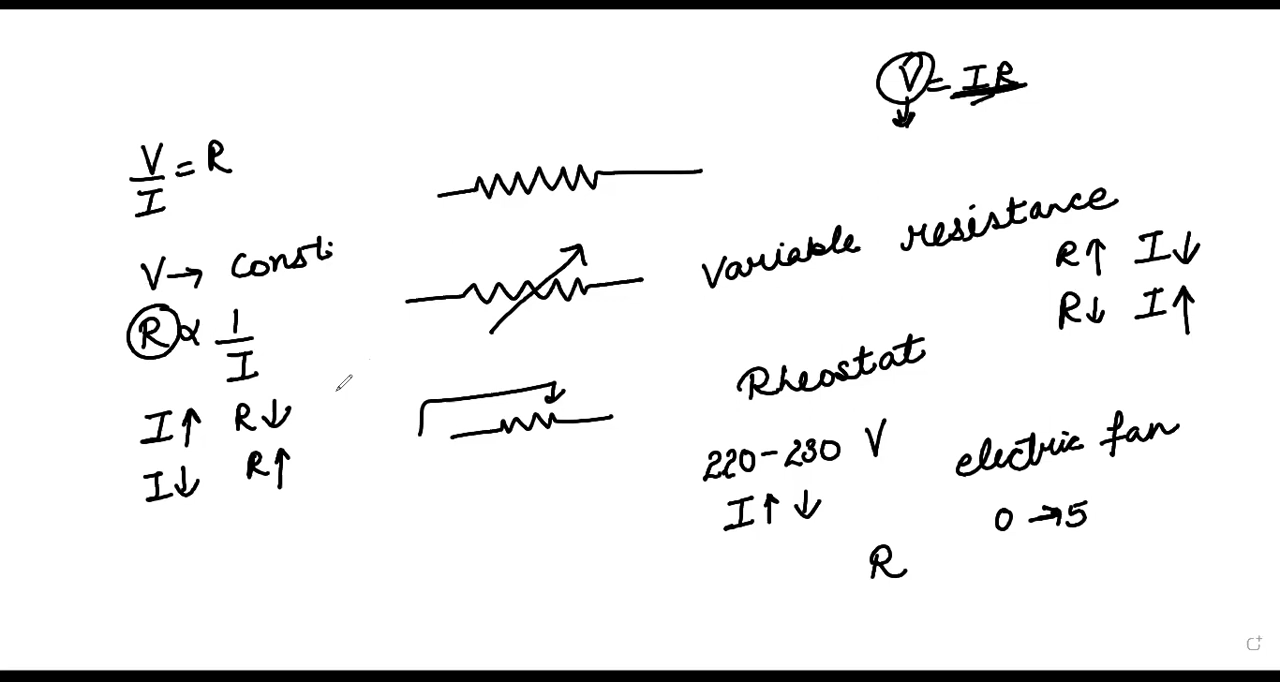 V = IR
V/I = R
V → const.
R ∝ 1/I
I↑ R↓
I↓ R↑
Variable resistance
R↑ I↓
R↓ I↑
Rheostat
220-230 V
I↑↓
R
electric fan
0 → 5